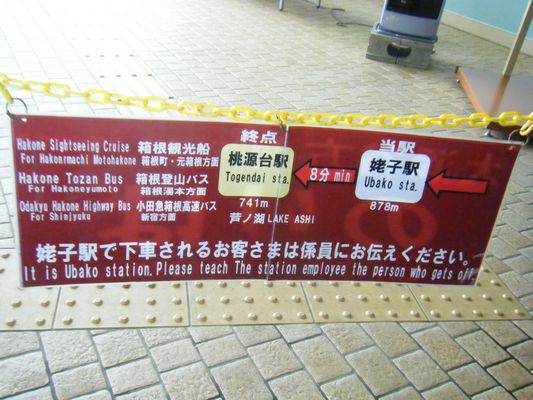 終点 当駅
Hakone Sightseeing Cruise 箱根観光船
For Hakonrmachi Motohakone 箱根町・元箱根方面
Hakone Tozan Bus 箱根登山バス
For Hakoneyumoto 箱根湯本方面
Odakyu Hakone Highway Bus 小田急箱根高速バス
For Shinjyuku 新宿方面
桃源台駅
Togendai sta.
741m
芦ノ湖 LAKE ASHI
8分 min
姥子駅
Ubako sta.
878m
姥子駅で下車されるお客さまは係員にお伝えください。
It is Ubako station. Please teach The station employee the person who gets off.